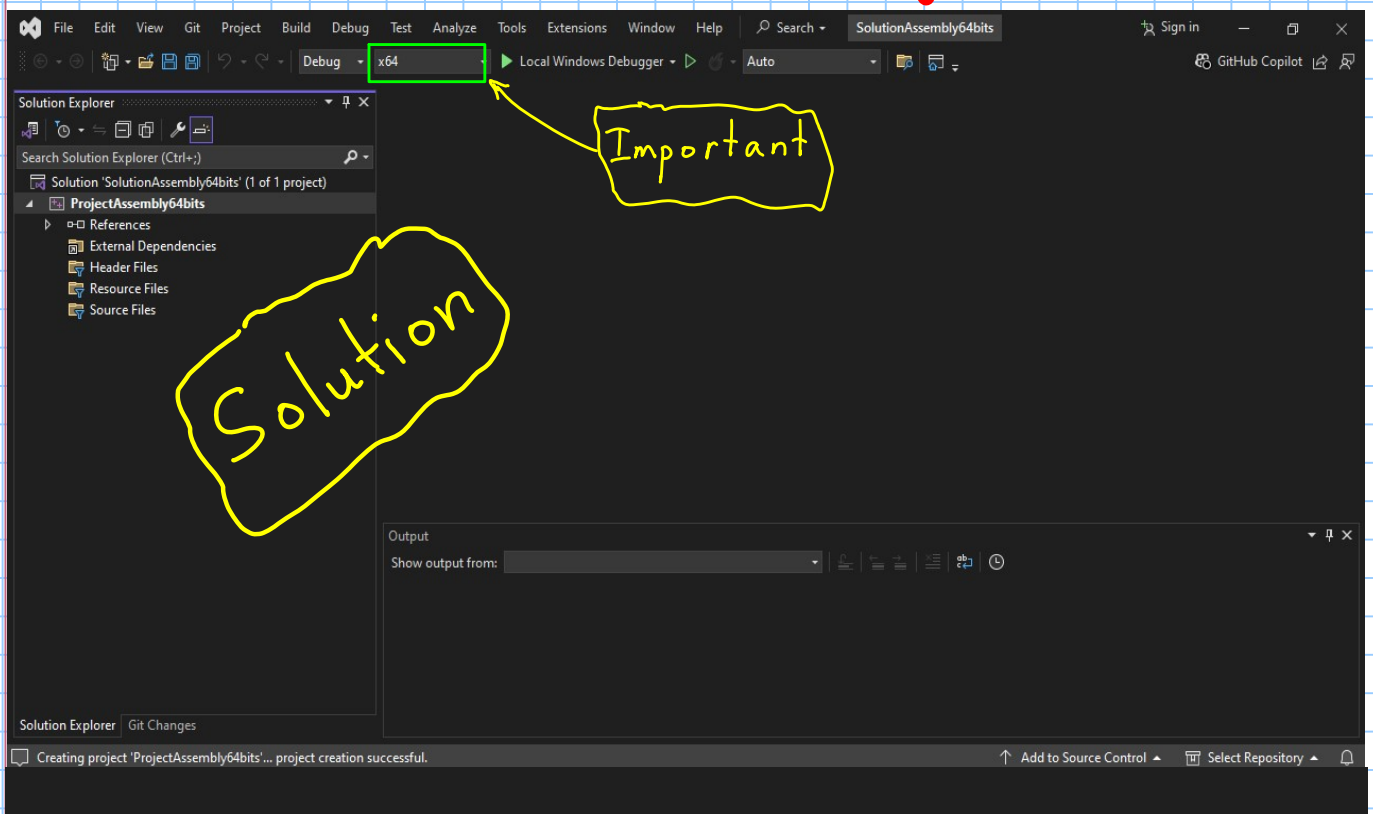 File Edit View Git Project Build Debug Test Analyze Tools Extensions Window Help Search SolutionAssembly64bits Sign in
Debug x64 Local Windows Debugger Auto GitHub Copilot
Solution Explorer
Important
Search Solution Explorer (Ctrl+;)
Solution 'SolutionAssembly64bits' (1 of 1 project)
ProjectAssembly64bits
References
External Dependencies
Header Files
Resource Files
Source Files
Solution
Output
Show output from:
Solution Explorer Git Changes
Creating project 'ProjectAssembly64bits'... project creation successful. Add to Source Control Select Repository